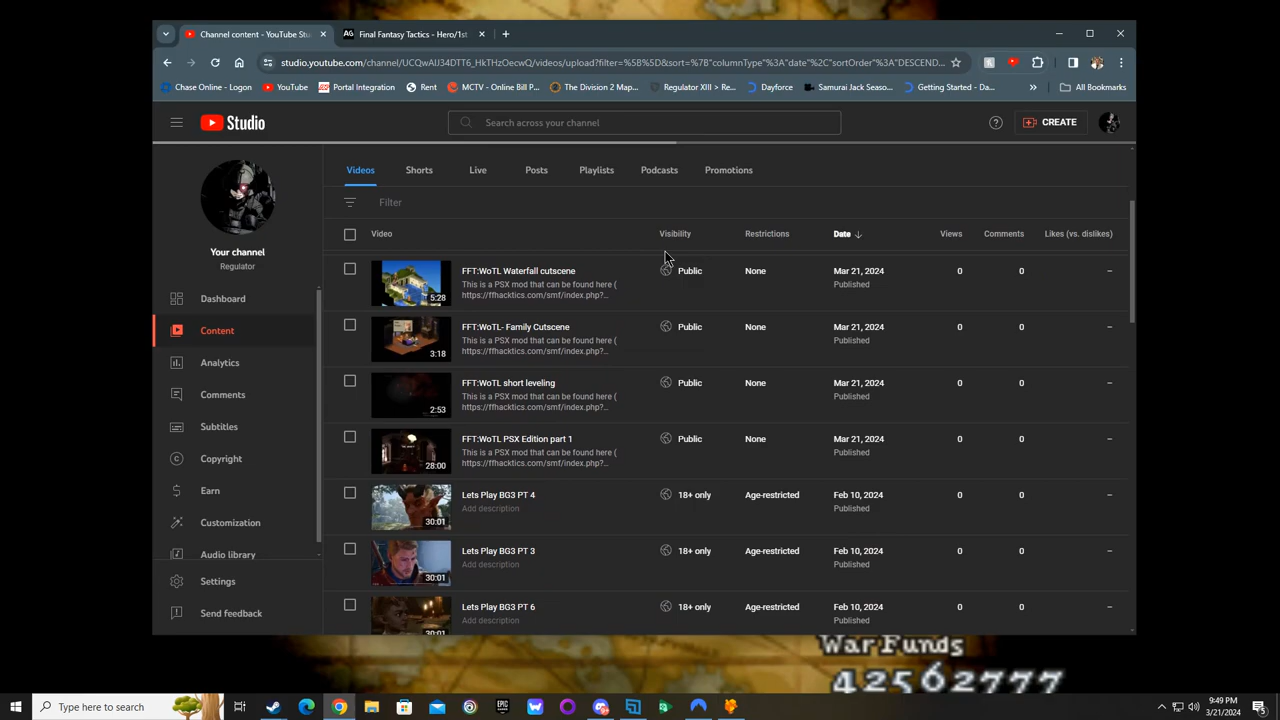 Channel content - YouTube Stu
Final Fantasy Tactics - Hero/1st
studio.youtube.com/channel/UCQwAIJ34DTT6_HkTHzOecwQ/videos/upload?filter=%5B%5D&sort=%7B"columnType"%3A"date"%2C"sortOrder"%3A"DESCEND...
Chase Online - Logon
YouTube
Portal Integration
Rent
MCTV - Online Bill P...
The Division 2 Map...
Regulator XIII > Re...
Dayforce
Samurai Jack Seaso...
Getting Started - Da...
All Bookmarks
Studio
Search across your channel
CREATE
Your channel
Regulator
Dashboard
Content
Analytics
Comments
Subtitles
Copyright
Earn
Customization
Audio library
Settings
Send feedback
Videos Shorts Live Posts Playlists Podcasts Promotions
Filter
Video Visibility Restrictions Date Views Comments Likes (vs. dislikes)
5:28 FFT:WoTL Waterfall cutscene Public None Mar 21, 2024 0 0 –
This is a PSX mod that can be found here ( Published
https://ffhacktics.com/smf/index.php?...
3:18 FFT:WoTL- Family Cutscene Public None Mar 21, 2024 0 0 –
This is a PSX mod that can be found here ( Published
https://ffhacktics.com/smf/index.php?...
2:53 FFT:WoTL short leveling Public None Mar 21, 2024 0 0 –
This is a PSX mod that can be found here ( Published
https://ffhacktics.com/smf/index.php?...
28:00 FFT:WoTL PSX Edition part 1 Public None Mar 21, 2024 0 0 –
This is a PSX mod that can be found here ( Published
https://ffhacktics.com/smf/index.php?...
30:01 Lets Play BG3 PT 4 18+ only Age-restricted Feb 10, 2024 0 0 –
Add description Published
30:01 Lets Play BG3 PT 3 18+ only Age-restricted Feb 10, 2024 0 0 –
Add description Published
30:01 Lets Play BG3 PT 6 18+ only Age-restricted Feb 10, 2024 0 0 –
Add description Published
War Funds
42562777
Type here to search
9:49 PM
3/21/2024